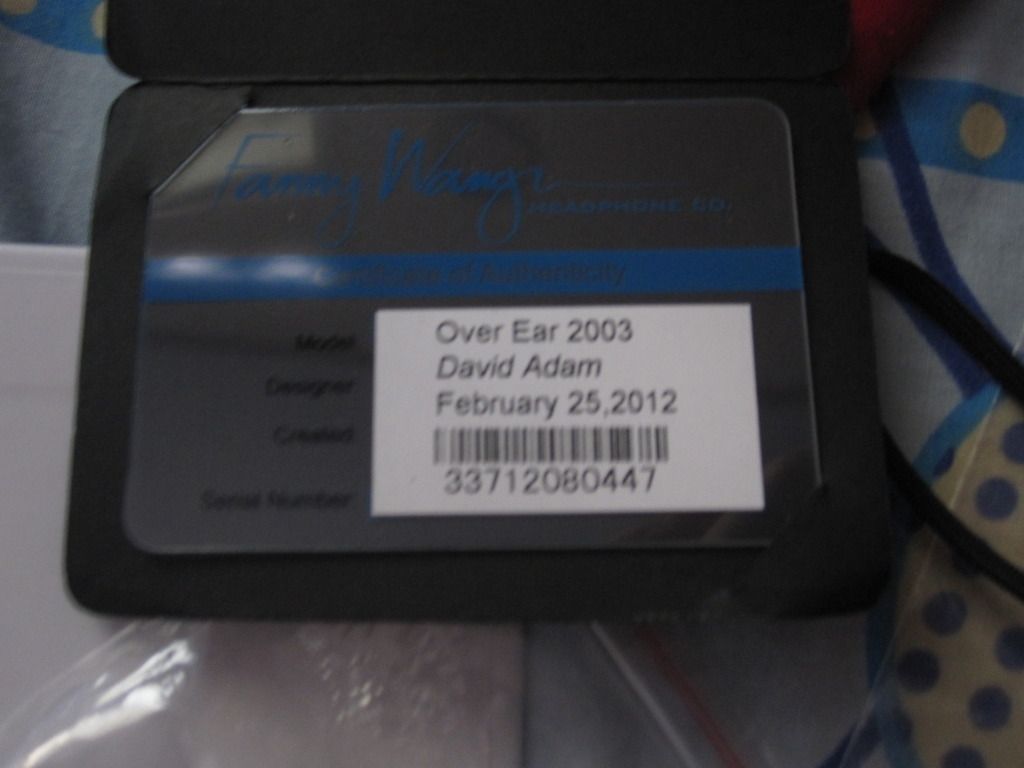 Fanny Wang
HEADPHONE CO.
Certificate of Authenticity
Model: Over Ear 2003
Designer: David Adam
Created: February 25,2012
Serial Number: 33712080447